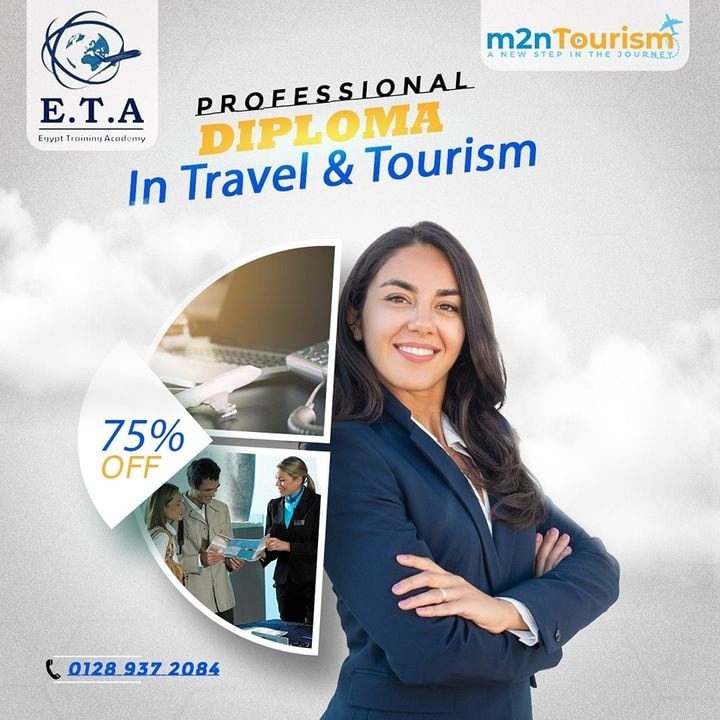 E.T.A
Egypt Training Academy
m2nTourism
A NEW STEP IN THE JOURNEY
PROFESSIONAL
DIPLOMA
In Travel & Tourism
75%
OFF
0128 937 2084